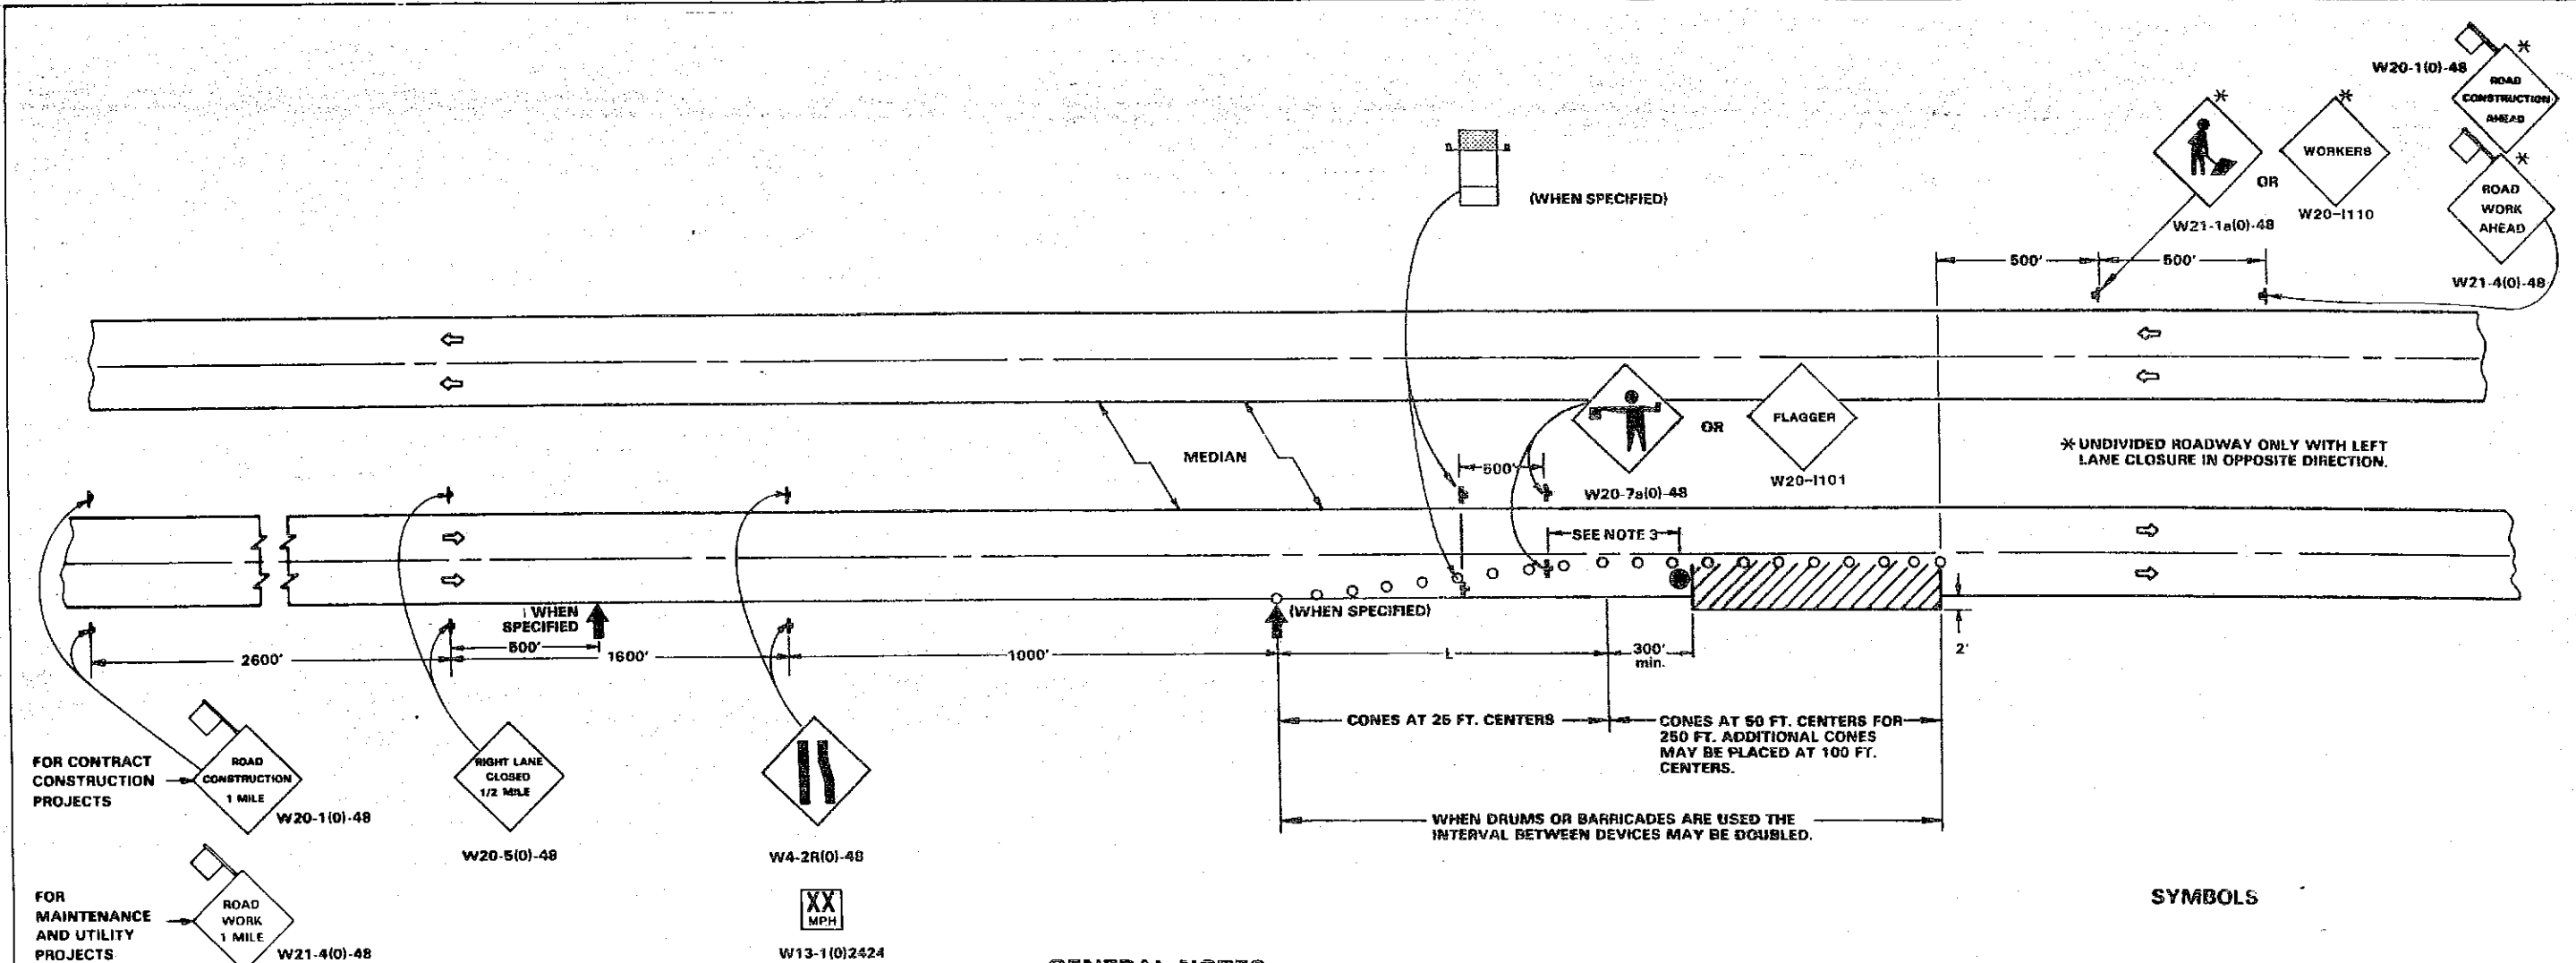 W20-1(0)-48
ROAD
CONSTRUCTION
AHEAD
WORKERS
OR
W20-I110
W21-1a(0)-48
ROAD
WORK
AHEAD
W21-4(0)-48
(WHEN SPECIFIED)
500'
500'
MEDIAN
OR
FLAGGER
W20-7a(0)-48
W20-I101
500'
* UNDIVIDED ROADWAY ONLY WITH LEFT
LANE CLOSURE IN OPPOSITE DIRECTION.
SEE NOTE 3
WHEN
SPECIFIED
(WHEN SPECIFIED)
2600'
500'
1600'
1000'
L
300'
min.
2'
CONES AT 25 FT. CENTERS
CONES AT 50 FT. CENTERS FOR
250 FT. ADDITIONAL CONES
MAY BE PLACED AT 100 FT.
CENTERS.
WHEN DRUMS OR BARRICADES ARE USED THE
INTERVAL BETWEEN DEVICES MAY BE DOUBLED.
FOR CONTRACT
CONSTRUCTION
PROJECTS
ROAD
CONSTRUCTION
1 MILE
W20-1(0)-48
RIGHT LANE
CLOSED
1/2 MILE
W20-5(0)-48
W4-2R(0)-48
FOR
MAINTENANCE
AND UTILITY
PROJECTS
ROAD
WORK
1 MILE
W21-4(0)-48
XX
MPH
W13-1(0)2424
SYMBOLS
GENERAL NOTES